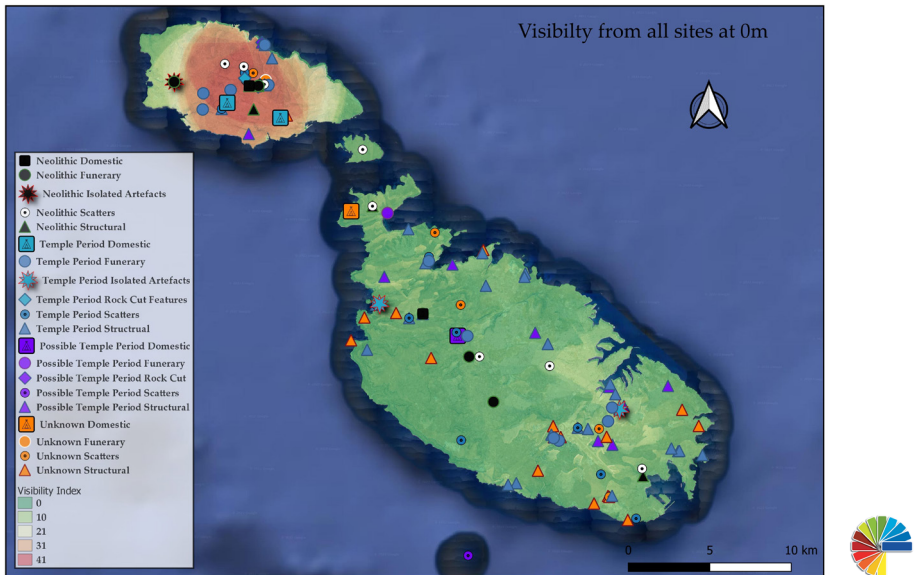 Visibilty from all sites at 0m
Neolithic Domestic
Neolithic Funerary
Neolithic Isolated Artefacts
Neolithic Scatters
Neolithic Structural
Temple Period Domestic
Temple Period Funerary
Temple Period Isolated Artefacts
Temple Period Rock Cut Features
Temple Period Scatters
Temple Period Structrual
Possible Temple Period Domestic
Possible Temple Period Funerary
Possible Temple Period Rock Cut
Possible Temple Period Scatters
Possible Temple Period Structural
Unknown Domestic
Unknown Funerary
Unknown Scatters
Unknown Structural
Visibility Index
0
10
21
31
41
0 5 10 km